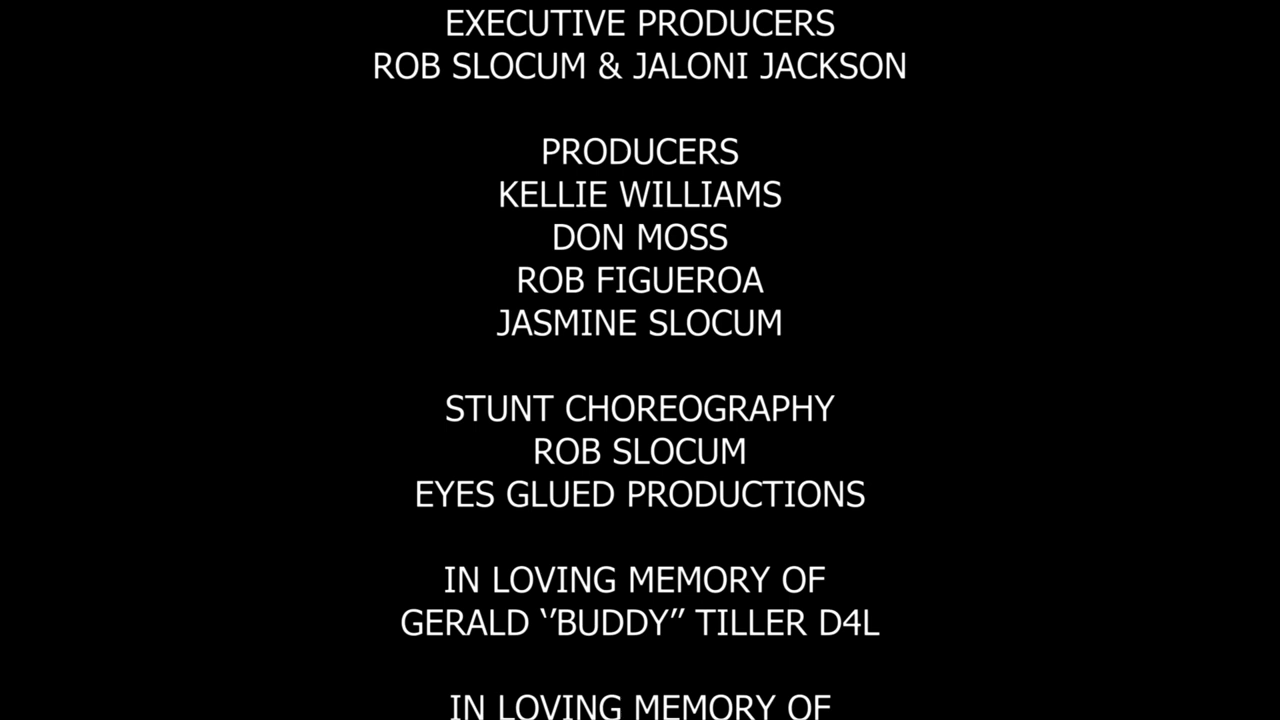 EXECUTIVE PRODUCERS
ROB SLOCUM & JALONI JACKSON
PRODUCERS
KELLIE WILLIAMS
DON MOSS
ROB FIGUEROA
JASMINE SLOCUM
STUNT CHOREOGRAPHY
ROB SLOCUM
EYES GLUED PRODUCTIONS
IN LOVING MEMORY OF
GERALD ‘’BUDDY’’ TILLER D4L
IN LOVING MEMORY OF